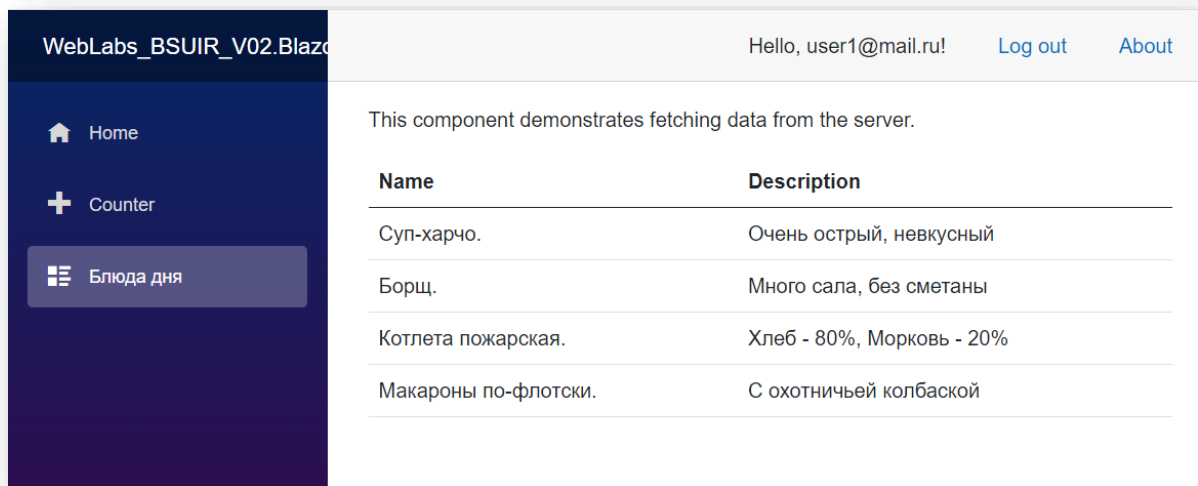 WebLabs_BSUIR_V02.Blazo
Hello, user1@mail.ru! Log out About
Home
Counter
Блюда дня
This component demonstrates fetching data from the server.
Name Description
Суп-харчо. Очень острый, невкусный
Борщ. Много сала, без сметаны
Котлета пожарская. Хлеб - 80%, Морковь - 20%
Макароны по-флотски. С охотничьей колбаской